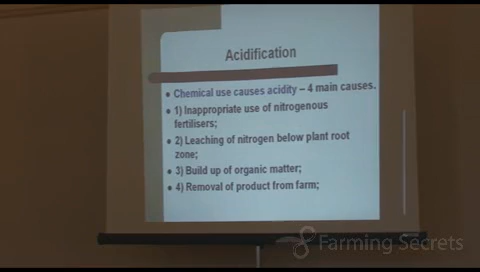 Acidification
• Chemical use causes acidity – 4 main causes.
• 1) Inappropriate use of nitrogenous
fertilisers;
• 2) Leaching of nitrogen below plant root
zone;
• 3) Build up of organic matter;
• 4) Removal of product from farm;
Farming Secrets